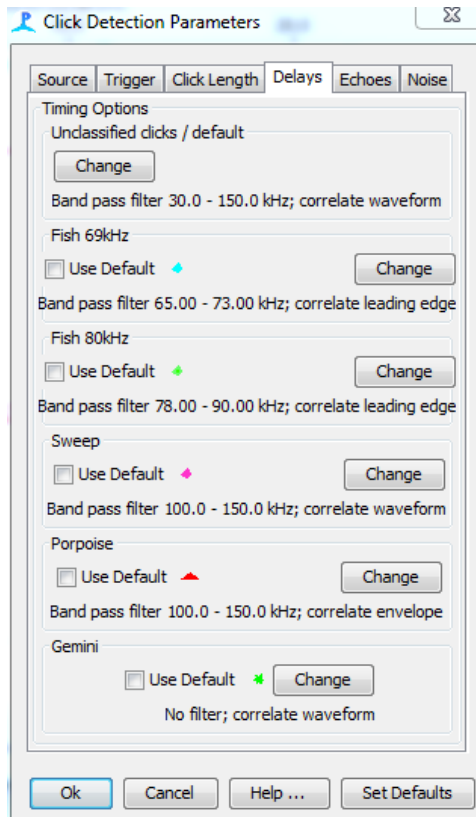 Click Detection Parameters
Source Trigger Click Length Delays Echoes Noise
Timing Options
Unclassified clicks / default
Change
Band pass filter 30.0 - 150.0 kHz; correlate waveform
Fish 69kHz
Use Default Change
Band pass filter 65.00 - 73.00 kHz; correlate leading edge
Fish 80kHz
Use Default Change
Band pass filter 78.00 - 90.00 kHz; correlate leading edge
Sweep
Use Default Change
Band pass filter 100.0 - 150.0 kHz; correlate waveform
Porpoise
Use Default Change
Band pass filter 100.0 - 150.0 kHz; correlate envelope
Gemini
Use Default Change
No filter; correlate waveform
Ok Cancel Help ... Set Defaults